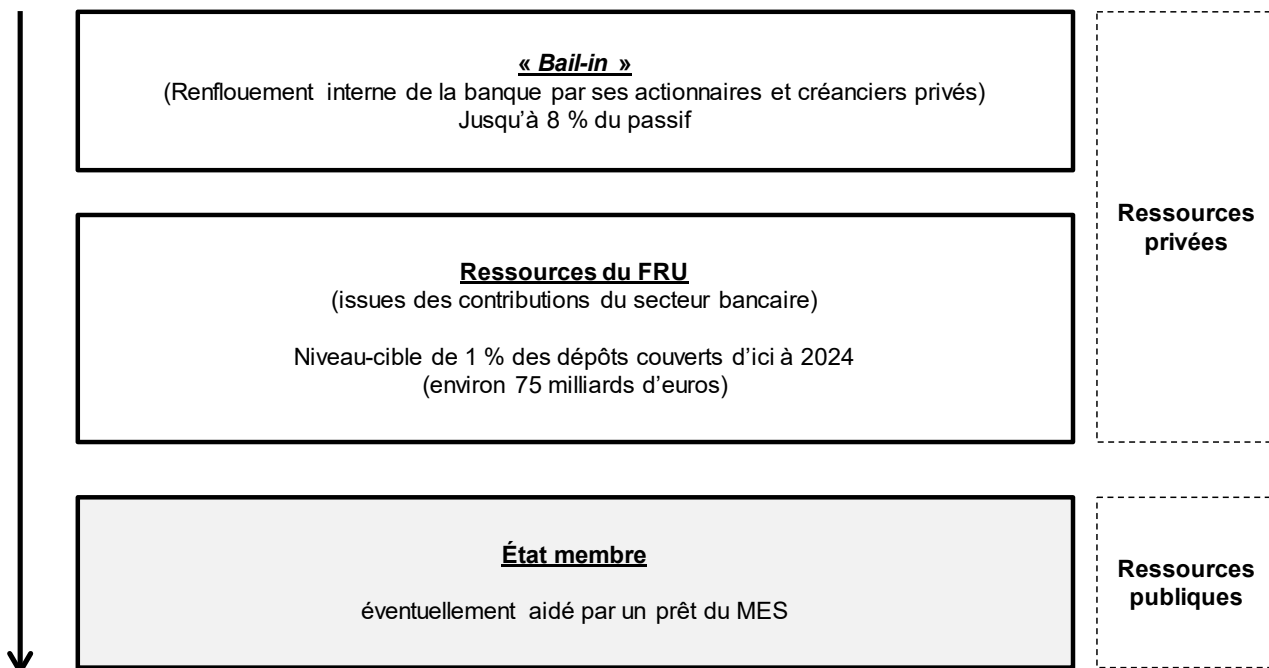 « Bail-in »
(Renflouement interne de la banque par ses actionnaires et créanciers privés)
Jusqu’à 8 % du passif
Ressources
privées
Ressources du FRU
(issues des contributions du secteur bancaire)
Niveau-cible de 1 % des dépôts couverts d’ici à 2024
(environ 75 milliards d’euros)
État membre
éventuellement aidé par un prêt du MES
Ressources
publiques